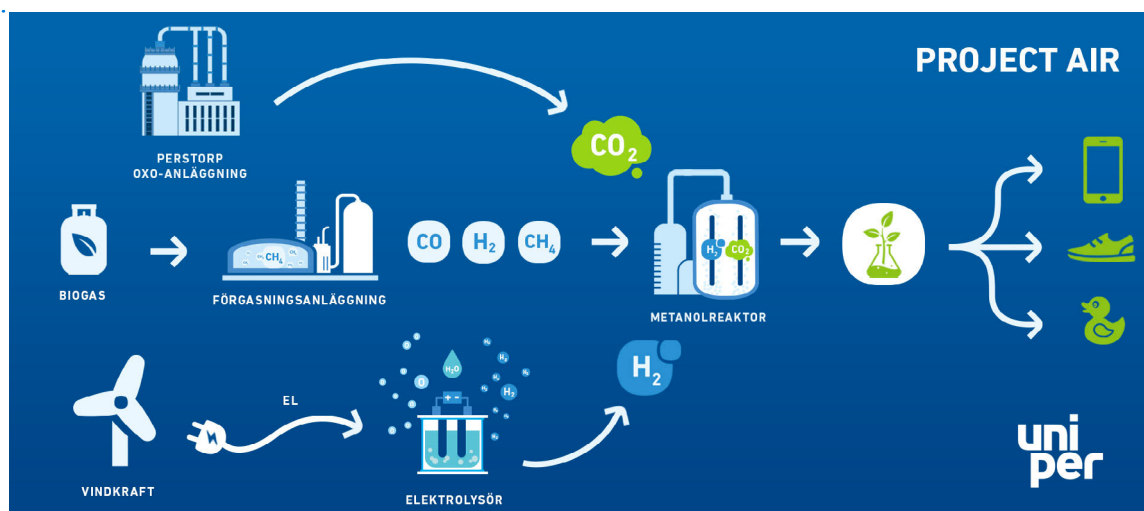 PROJECT AIR
PERSTORP
OXO-ANLÄGGNING
CO₂
BIOGAS
CH₄
FÖRGASNINGSANLÄGGNING
CO
H₂
CH₄
H₂
CO₂
METANOLREAKTOR
VINDKRAFT
EL
O
H₂O
H₂
H₂
+ -
ELEKTROLYSÖR
H₂
uni
per